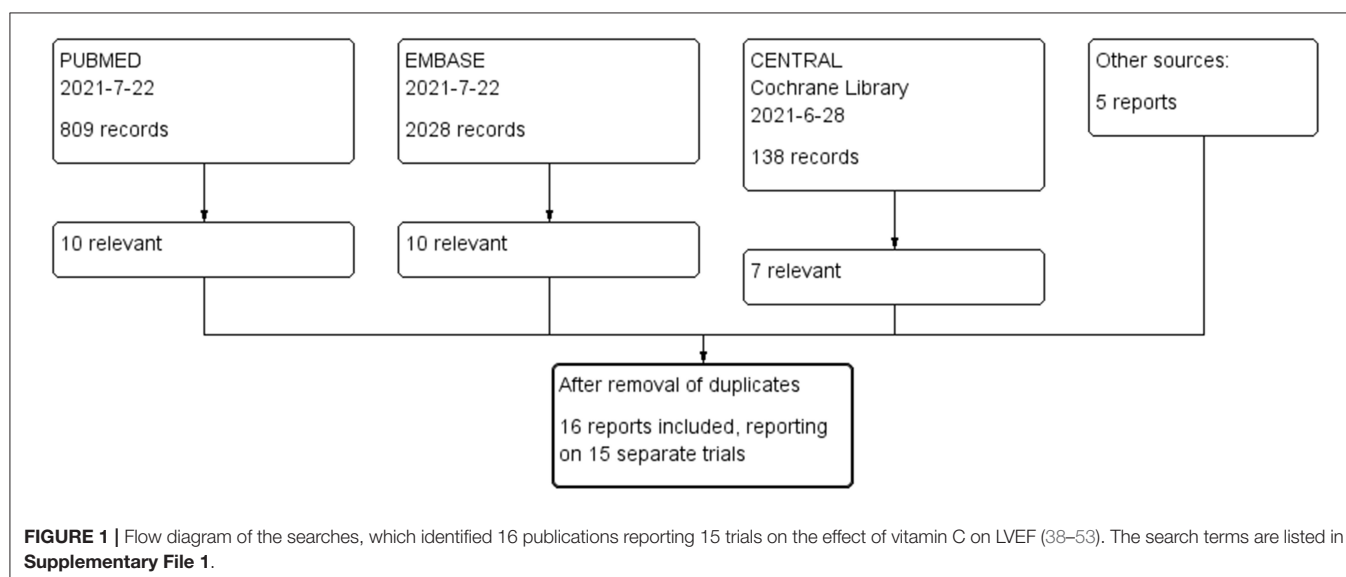 PUBMED
2021-7-22
809 records
EMBASE
2021-7-22
2028 records
CENTRAL
Cochrane Library
2021-6-28
138 records
Other sources:
5 reports
10 relevant
10 relevant
7 relevant
After removal of duplicates
16 reports included, reporting
on 15 separate trials
FIGURE 1 | Flow diagram of the searches, which identified 16 publications reporting 15 trials on the effect of vitamin C on LVEF (38–53). The search terms are listed in
Supplementary File 1.